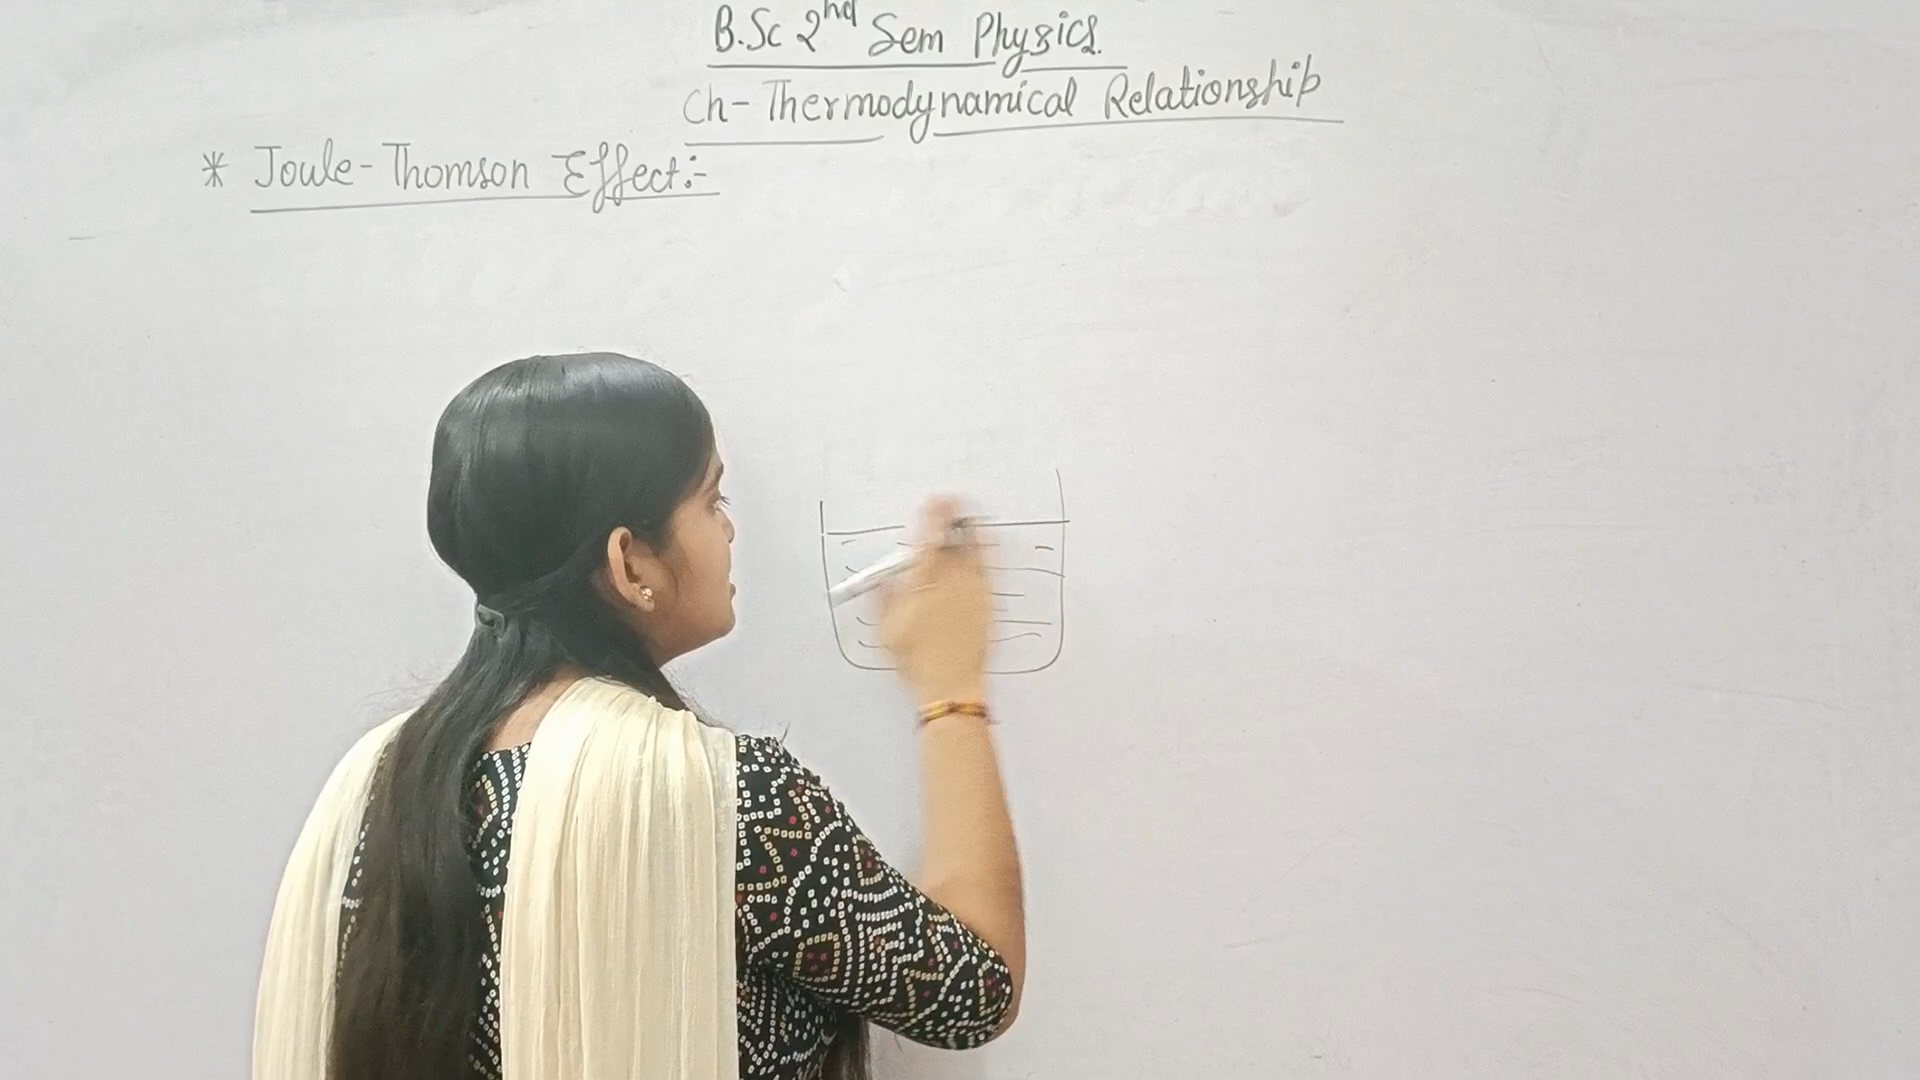 B.Sc 2nd Sem Physics.
Ch- Thermodynamical Relationship
* Joule-Thomson Effect:-